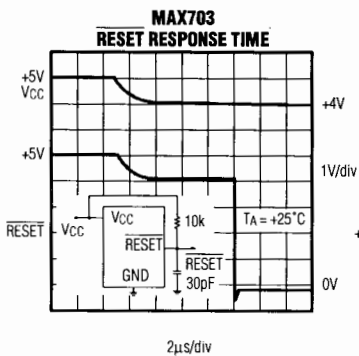 MAX703
RESET RESPONSE TIME
+5V
VCC
+4V
+5V
1V/div
VCC
VCC
10k
TA = +25°C
RESET
RESET
RESET
GND
30pF
0V
2µs/div